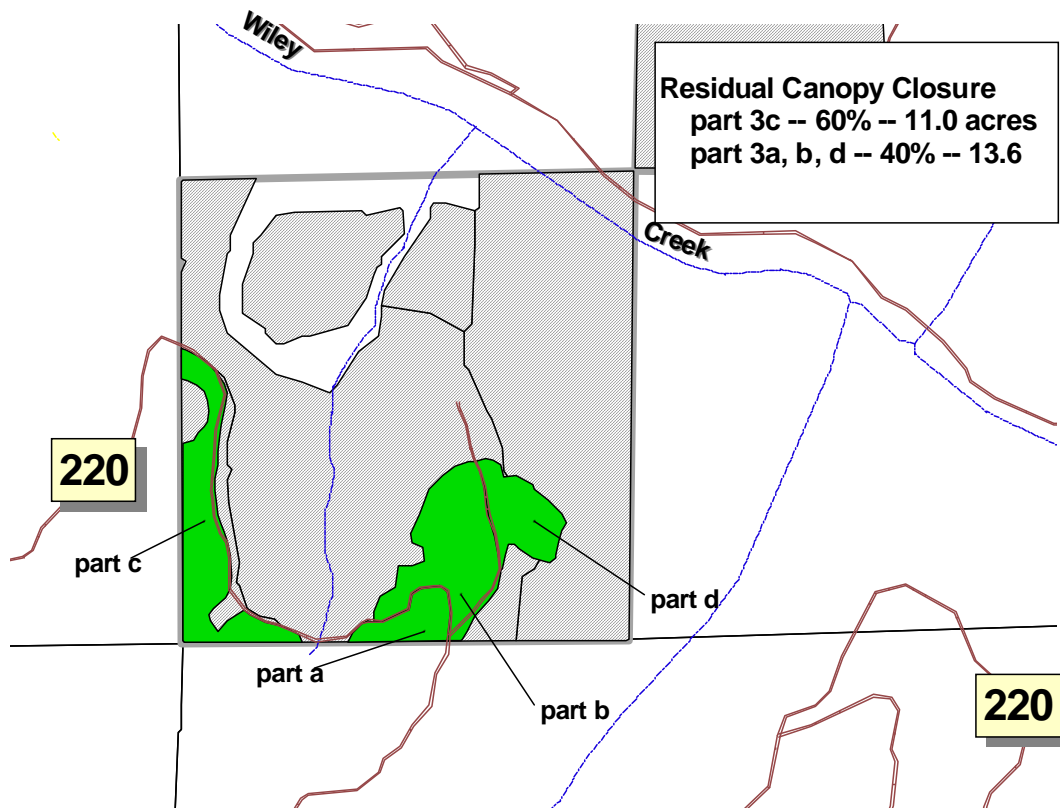 Wiley
Residual Canopy Closure
part 3c -- 60% -- 11.0 acres
part 3a, b, d -- 40% -- 13.6
Creek
220
part c
part d
part a
part b
220